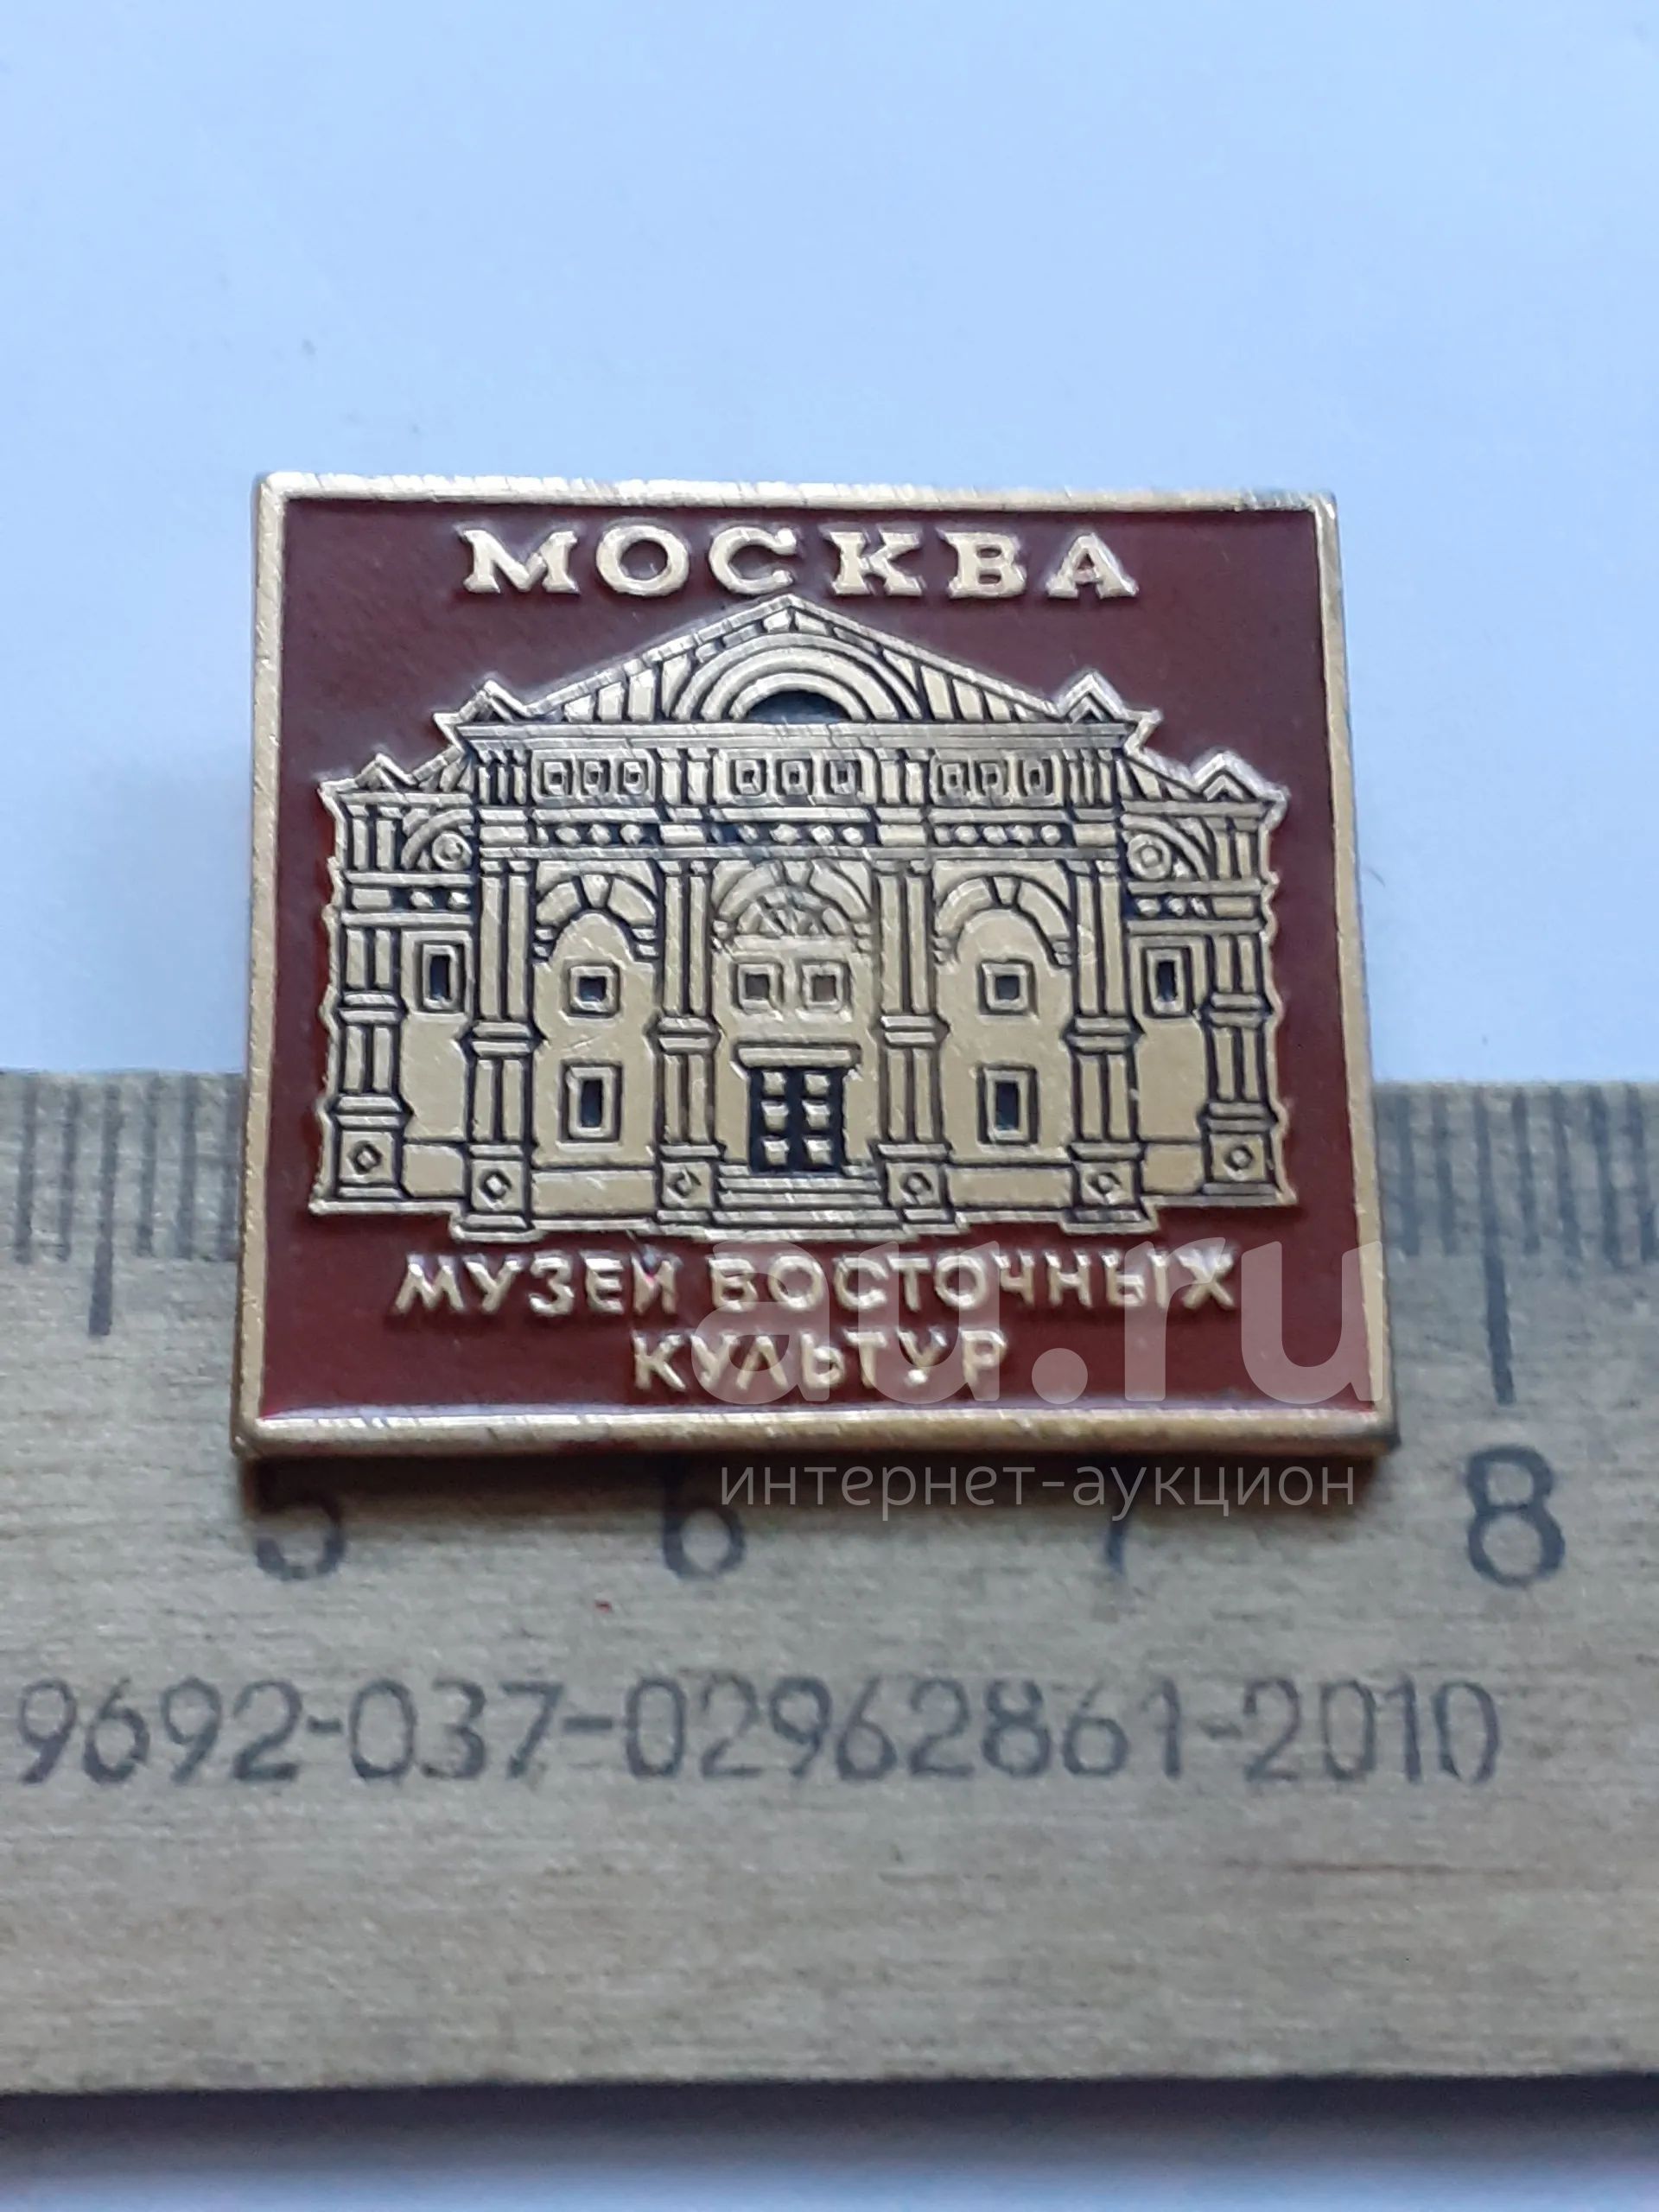 МОСКВА
МУЗЕЙ ВОСТОЧНЫХ
КУЛЬТУР
au.ru
интернет-аукцион
5 6 7 8
9692-037-02962861-2010